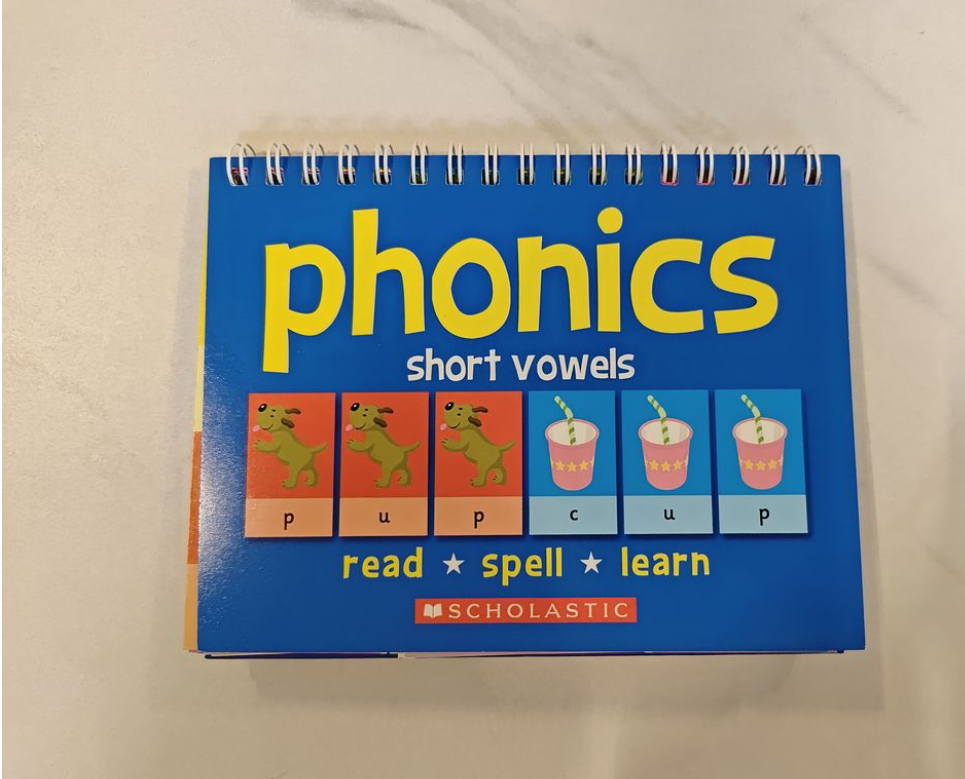 phonics
short vowels
p u p c u p
read ★ spell ★ learn
SCHOLASTIC